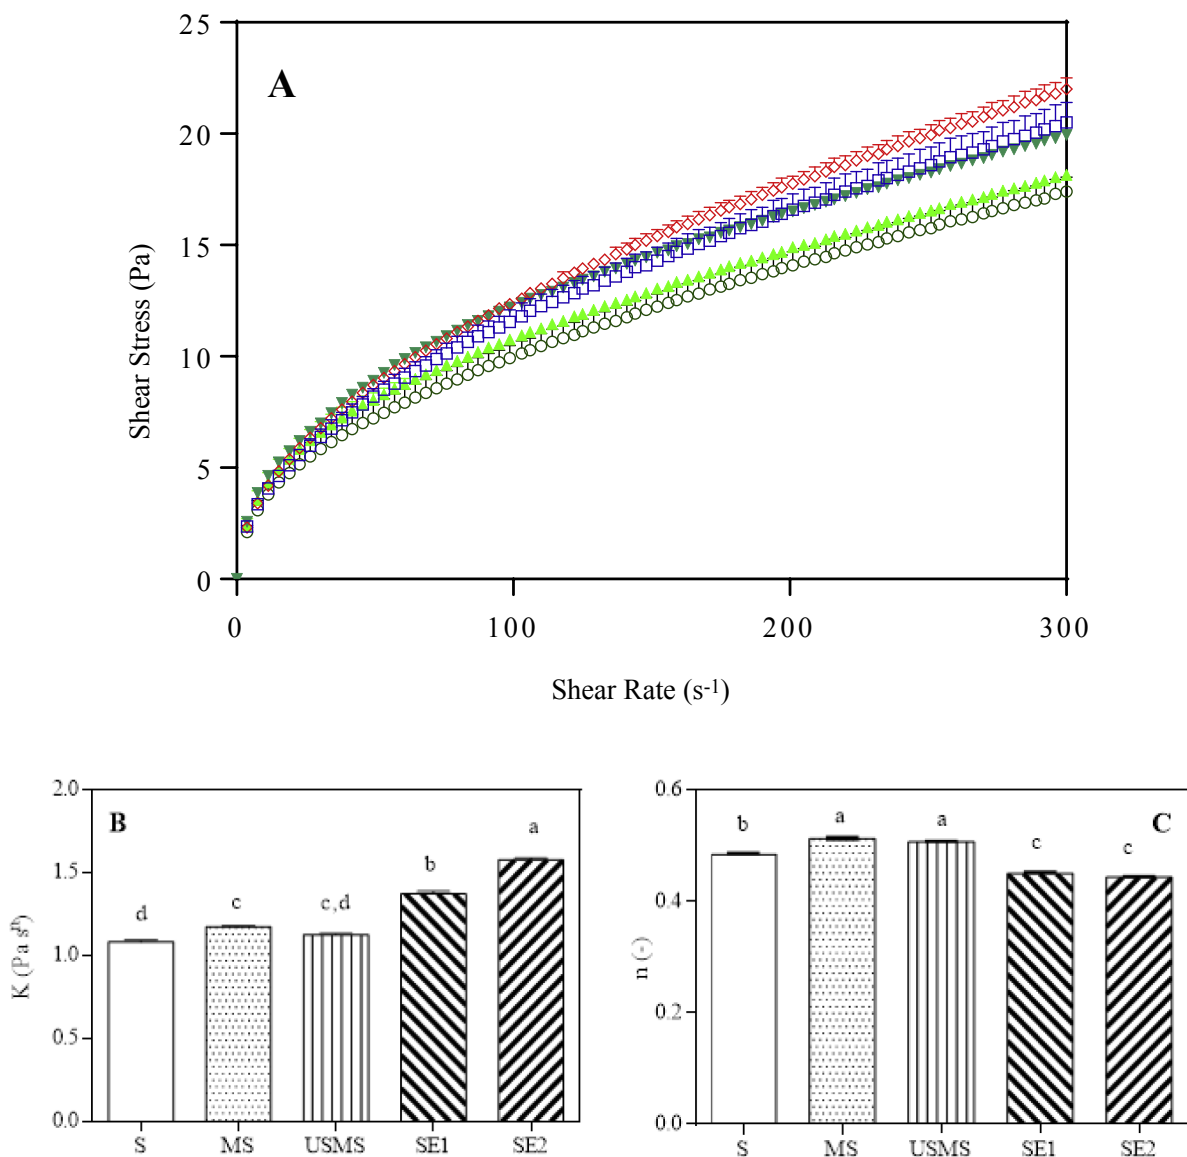 25
A
20
15
10
5
0
Shear Stress (Pa)
0 100 200 300
Shear Rate (s-1)
2.0
B
a
1.5
b
d c c,d
1.0
0.5
0.0
K (Pa sⁿ)
S MS USMS SE1 SE2
0.6
C
b a a
c c
0.4
0.2
0.0
n (-)
S MS USMS SE1 SE2